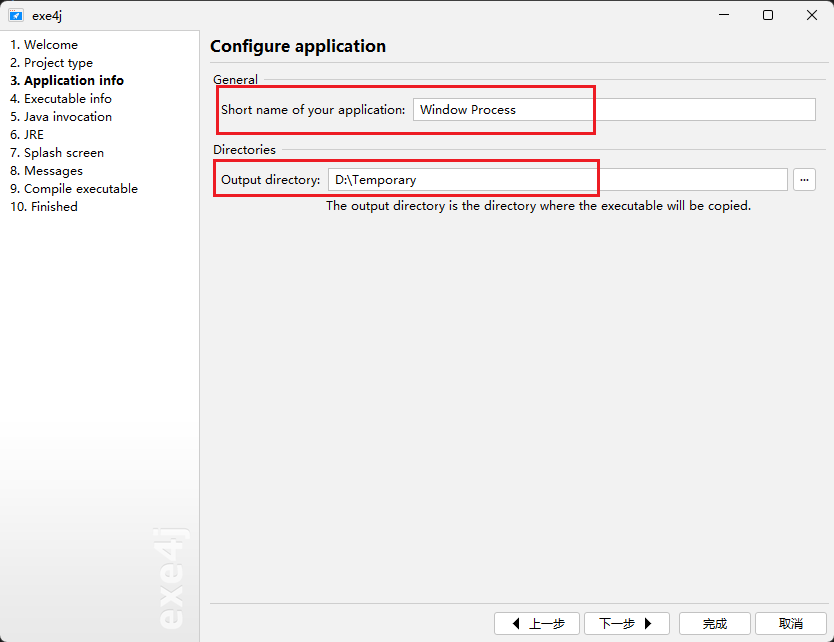 exe4j
1. Welcome
2. Project type
3. Application info
4. Executable info
5. Java invocation
6. JRE
7. Splash screen
8. Messages
9. Compile executable
10. Finished
exe4j
Configure application
General
Short name of your application: Window Process
Directories
Output directory: D:\Temporary ...
The output directory is the directory where the executable will be copied.
上一步 下一步 完成 取消